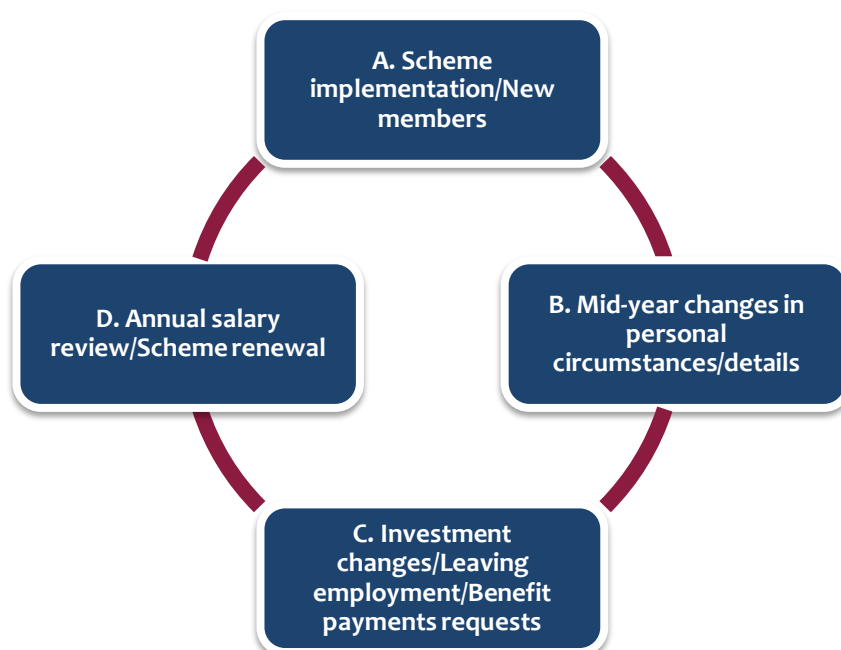 A. Scheme
implementation/New
members
D. Annual salary
review/Scheme renewal
B. Mid-year changes in
personal
circumstances/details
C. Investment
changes/Leaving
employment/Benefit
payments requests